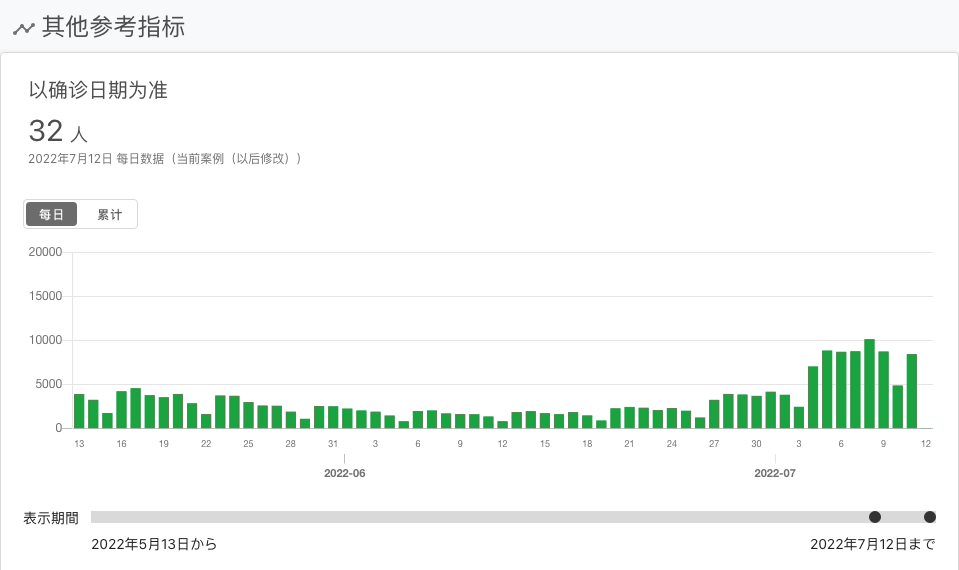 其他参考指标
以确诊日期为准
32 人
2022年7月12日 每日数据（当前案例（以后修改））
每日 累计
20000
15000
10000
5000
0
13 16 19 22 25 28 31 3 6 9 12 15 18 21 24 27 30 3 6 9 12
2022-06 2022-07
表示期間
2022年5月13日から 2022年7月12日まで